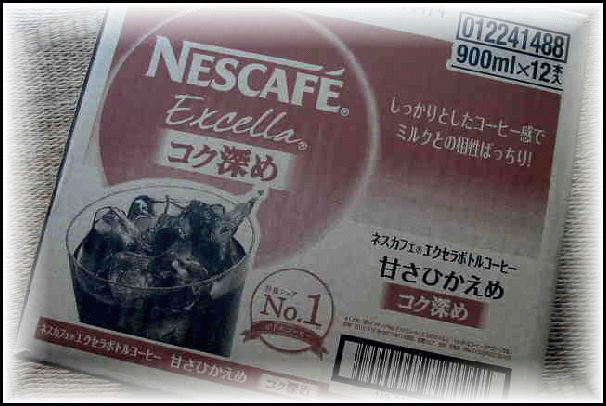 012241488
900ml×12本入
NESCAFÉ®
Excella®
コク深め
しっかりとしたコーヒー感で
ミルクとの相性ばっちり!
ネスカフェ®エクセラボトルコーヒー
甘さひかえめ
コク深め
No.1
ネスカフェ®エクセラボトルコーヒー 甘さひかえめ コク深め